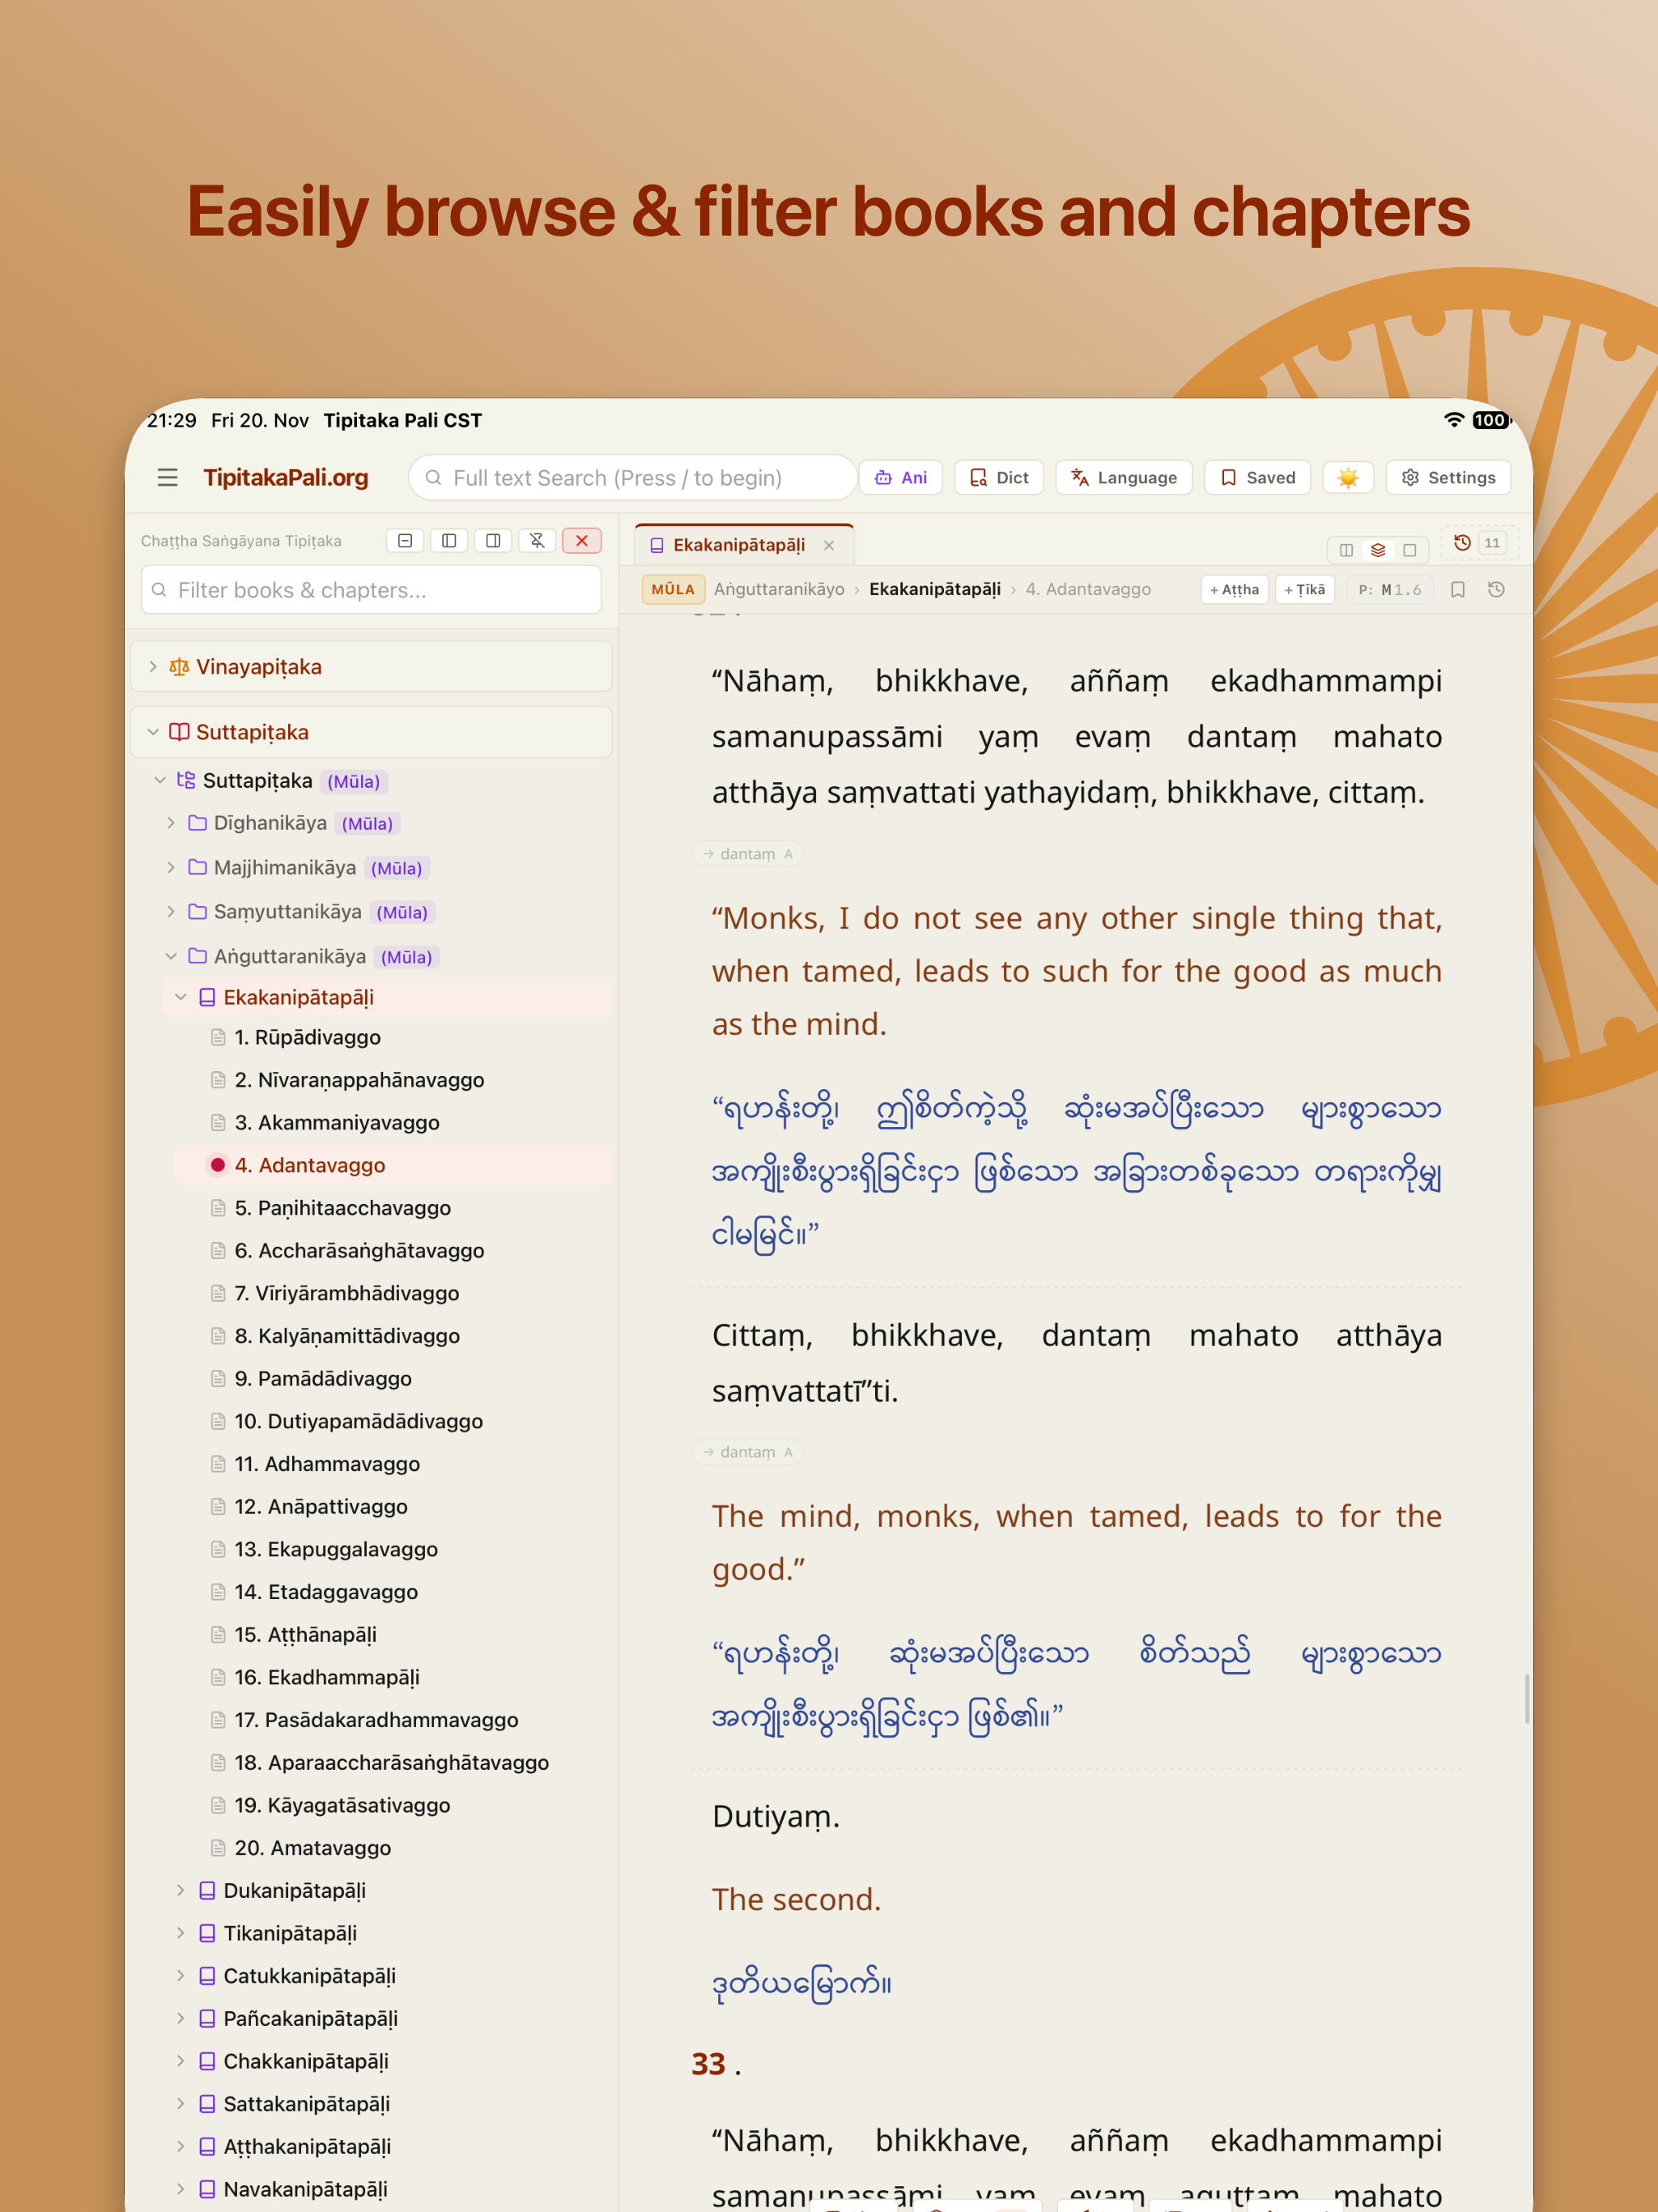 Easily browse & filter books and chapters
21:29 Fri 20. Nov Tipitaka Pali CST
100
TipitakaPali.org
Full text Search (Press / to begin)
Ani
Dict
Language
Saved
Settings
Chaṭṭha Saṅgāyana Tipiṭaka
Filter books & chapters...
Vinayapiṭaka
Suttapiṭaka
Suttapiṭaka (Mūla)
Dīghanikāya (Mūla)
Majjhimanikāya (Mūla)
Saṃyuttanikāya (Mūla)
Aṅguttaranikāya (Mūla)
Ekakanipātapāḷi
1. Rūpādivaggo
2. Nīvaraṇappahānavaggo
3. Akammaniyavaggo
4. Adantavaggo
5. Paṇihitaacchavaggo
6. Accharāsaṅghātavaggo
7. Vīriyārambhādivaggo
8. Kalyāṇamittādivaggo
9. Pamādādivaggo
10. Dutiyapamādādivaggo
11. Adhammavaggo
12. Anāpattivaggo
13. Ekapuggalavaggo
14. Etadaggavaggo
15. Aṭṭhānapāḷi
16. Ekadhammapāḷi
17. Pasādakaradhammavaggo
18. Aparaaccharāsaṅghātavaggo
19. Kāyagatāsativaggo
20. Amatavaggo
Dukanipātapāḷi
Tikanipātapāḷi
Catukkanipātapāḷi
Pañcakanipātapāḷi
Chakkanipātapāḷi
Sattakanipātapāḷi
Aṭṭhakanipātapāḷi
Navakanipātapāḷi
Ekakanipātapāḷi
11
MŪLA Aṅguttaranikāyo › Ekakanipātapāḷi › 4. Adantavaggo
+ Aṭṭha
+ Ṭīkā
P: M1.6
“Nāhaṃ, bhikkhave, aññaṃ ekadhammampi
samanupassāmi yaṃ evaṃ dantaṃ mahato
atthāya saṃvattati yathayidaṃ, bhikkhave, cittaṃ.
→ dantaṃ A
“Monks, I do not see any other single thing that,
when tamed, leads to such for the good as much
as the mind.
“ရဟန်းတို့၊ ဤစိတ်ကဲ့သို့ ဆုံးမအပ်ပြီးသော များစွာသော
အကျိုးစီးပွားရှိခြင်းငှာ ဖြစ်သော အခြားတစ်ခုသော တရားကိုမျှ
ငါမမြင်။”
Cittaṃ, bhikkhave, dantaṃ mahato atthāya
saṃvattatī”ti.
→ dantaṃ A
The mind, monks, when tamed, leads to for the
good.”
“ရဟန်းတို့၊ ဆုံးမအပ်ပြီးသော စိတ်သည် များစွာသော
အကျိုးစီးပွားရှိခြင်းငှာ ဖြစ်၏။”
Dutiyaṃ.
The second.
ဒုတိယမြောက်။
33 .
“Nāhaṃ, bhikkhave, aññaṃ ekadhammampi
samanupassāmi yaṃ evaṃ aguttaṃ mahato